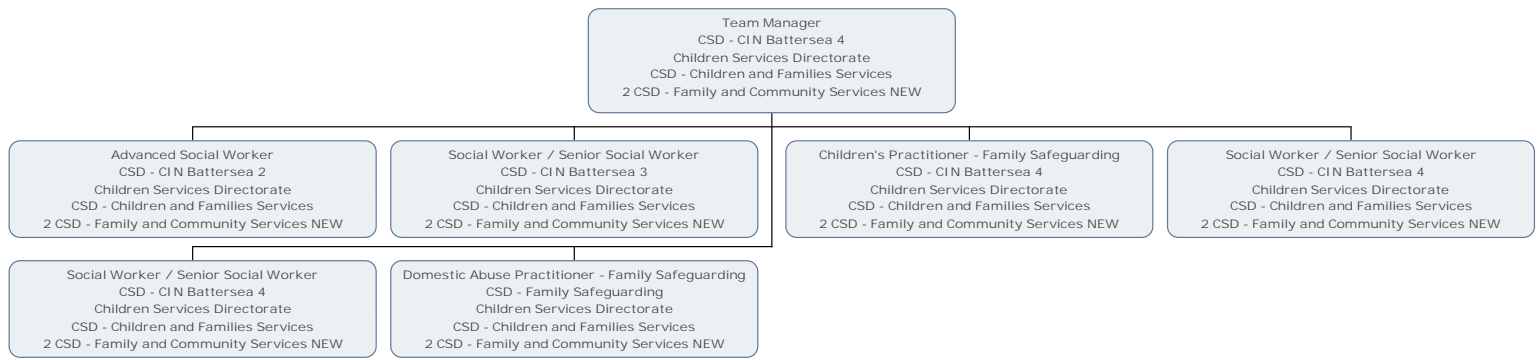 Team Manager
CSD - CIN Battersea 4
Children Services Directorate
CSD - Children and Families Services
2 CSD - Family and Community Services NEW
Advanced Social Worker
CSD - CIN Battersea 2
Children Services Directorate
CSD - Children and Families Services
2 CSD - Family and Community Services NEW
Social Worker / Senior Social Worker
CSD - CIN Battersea 3
Children Services Directorate
CSD - Children and Families Services
2 CSD - Family and Community Services NEW
Children's Practitioner - Family Safeguarding
CSD - CIN Battersea 4
Children Services Directorate
CSD - Children and Families Services
2 CSD - Family and Community Services NEW
Social Worker / Senior Social Worker
CSD - CIN Battersea 4
Children Services Directorate
CSD - Children and Families Services
2 CSD - Family and Community Services NEW
Social Worker / Senior Social Worker
CSD - CIN Battersea 4
Children Services Directorate
CSD - Children and Families Services
2 CSD - Family and Community Services NEW
Domestic Abuse Practitioner - Family Safeguarding
CSD - Family Safeguarding
Children Services Directorate
CSD - Children and Families Services
2 CSD - Family and Community Services NEW